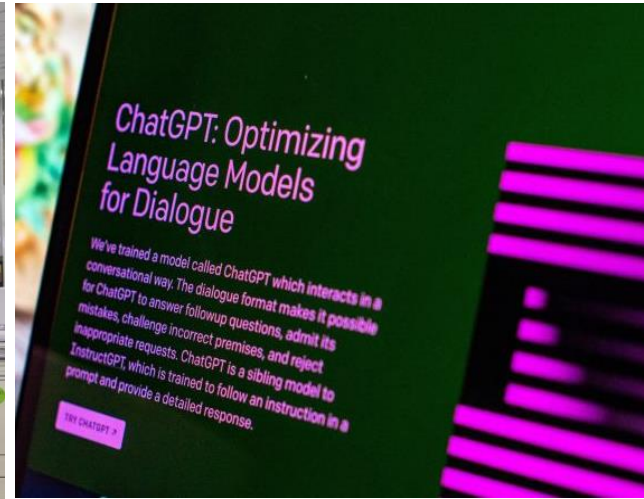 ChatGPT: Optimizing
Language Models
for Dialogue
We've trained a model called ChatGPT which interacts in a
conversational way. The dialogue format makes it possible
for ChatGPT to answer followup questions, admit its
mistakes, challenge incorrect premises, and reject
inappropriate requests. ChatGPT is a sibling model to
InstructGPT, which is trained to follow an instruction in a
prompt and provide a detailed response.
TRY CHATGPT ↗